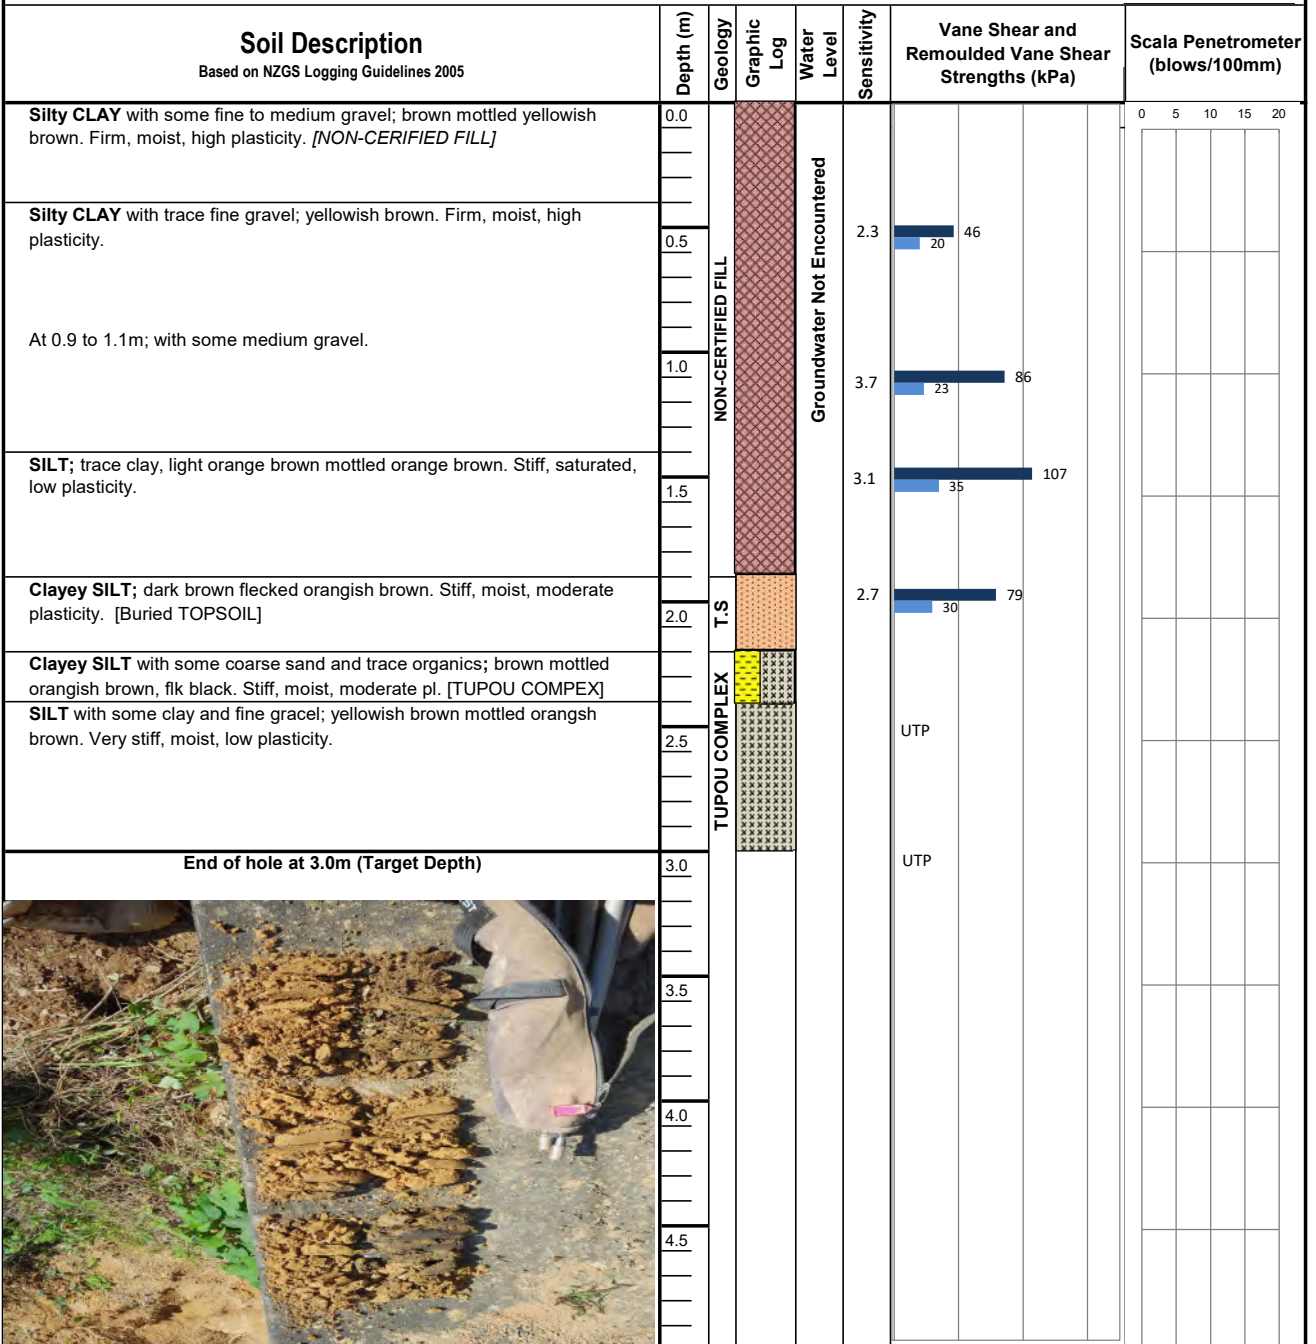 Soil Description
Based on NZGS Logging Guidelines 2005
Depth (m)
Geology
Graphic
Log
Water
Level
Sensitivity
Vane Shear and
Remoulded Vane Shear
Strengths (kPa)
Scala Penetrometer
(blows/100mm)
0 5 10 15 20
Silty CLAY with some fine to medium gravel; brown mottled yellowish
brown. Firm, moist, high plasticity. [NON-CERIFIED FILL]
Silty CLAY with trace fine gravel; yellowish brown. Firm, moist, high
plasticity.
At 0.9 to 1.1m; with some medium gravel.
SILT; trace clay, light orange brown mottled orange brown. Stiff, saturated,
low plasticity.
Clayey SILT; dark brown flecked orangish brown. Stiff, moist, moderate
plasticity. [Buried TOPSOIL]
Clayey SILT with some coarse sand and trace organics; brown mottled
orangish brown, flk black. Stiff, moist, moderate pl. [TUPOU COMPEX]
SILT with some clay and fine gracel; yellowish brown mottled orangsh
brown. Very stiff, moist, low plasticity.
End of hole at 3.0m (Target Depth)
0.0
0.5
1.0
1.5
2.0
2.5
3.0
3.5
4.0
4.5
NON-CERTIFIED FILL
T.S
TUPOU COMPLEX
Groundwater Not Encountered
2.3
46
20
3.7
86
23
3.1
107
35
2.7
79
30
UTP
UTP